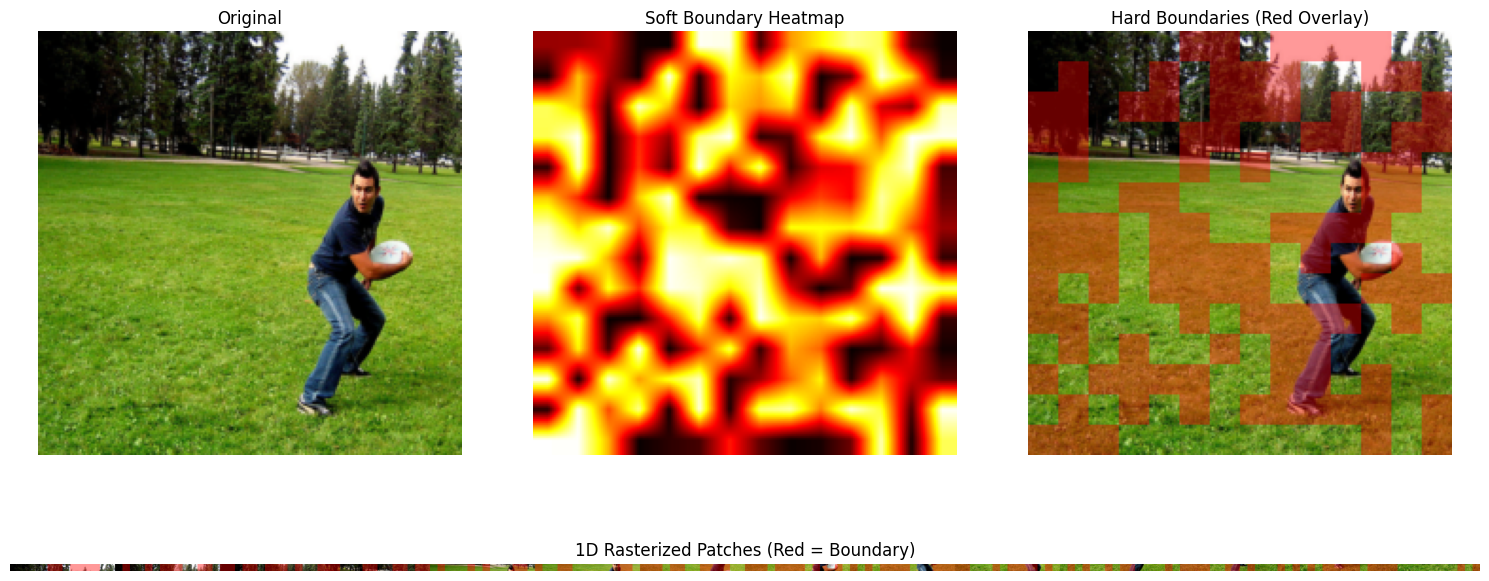 Original
Soft Boundary Heatmap
Hard Boundaries (Red Overlay)
1D Rasterized Patches (Red = Boundary)